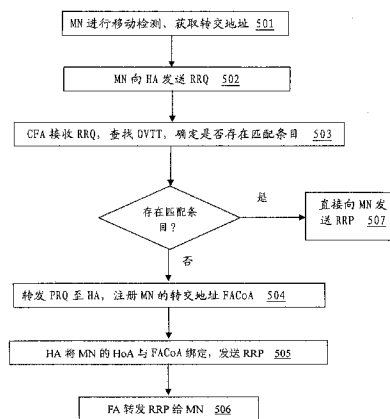 MN 进行移动检测、获取转交地址 501
MN 向 HA 发送 RRQ 502
CFA 接收 RRQ，查找 OVTT，确定是否存在匹配条目 503
存在匹配条
目？
是
直接向 MN 发
送 RRP 507
否
转发 PRQ 至 HA，注册 MN 的转交地址 FACoA 504
HA 将 MN 的 HoA 与 FACoA 绑定，发送 RRP 505
FA 转发 RRP 给 MN 506